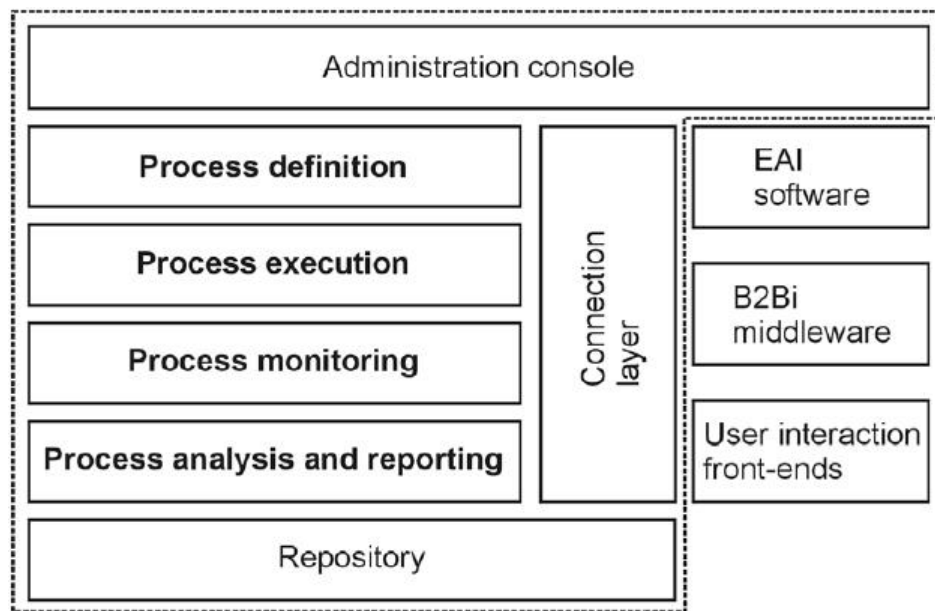 Administration console
Process definition
Process execution
Process monitoring
Process analysis and reporting
Repository
Connection
layer
EAI
software
B2Bi
middleware
User interaction
front-ends